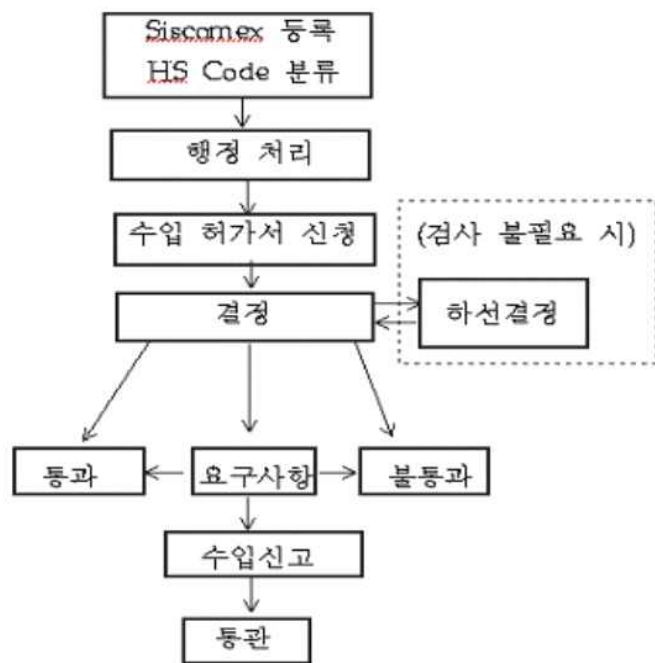 Siscomex 등록
HS Code 분류
행정 처리
수입 허가서 신청
(검사 불필요 시)
결정
하선결정
통과
요구사항
불통과
수입신고
통관